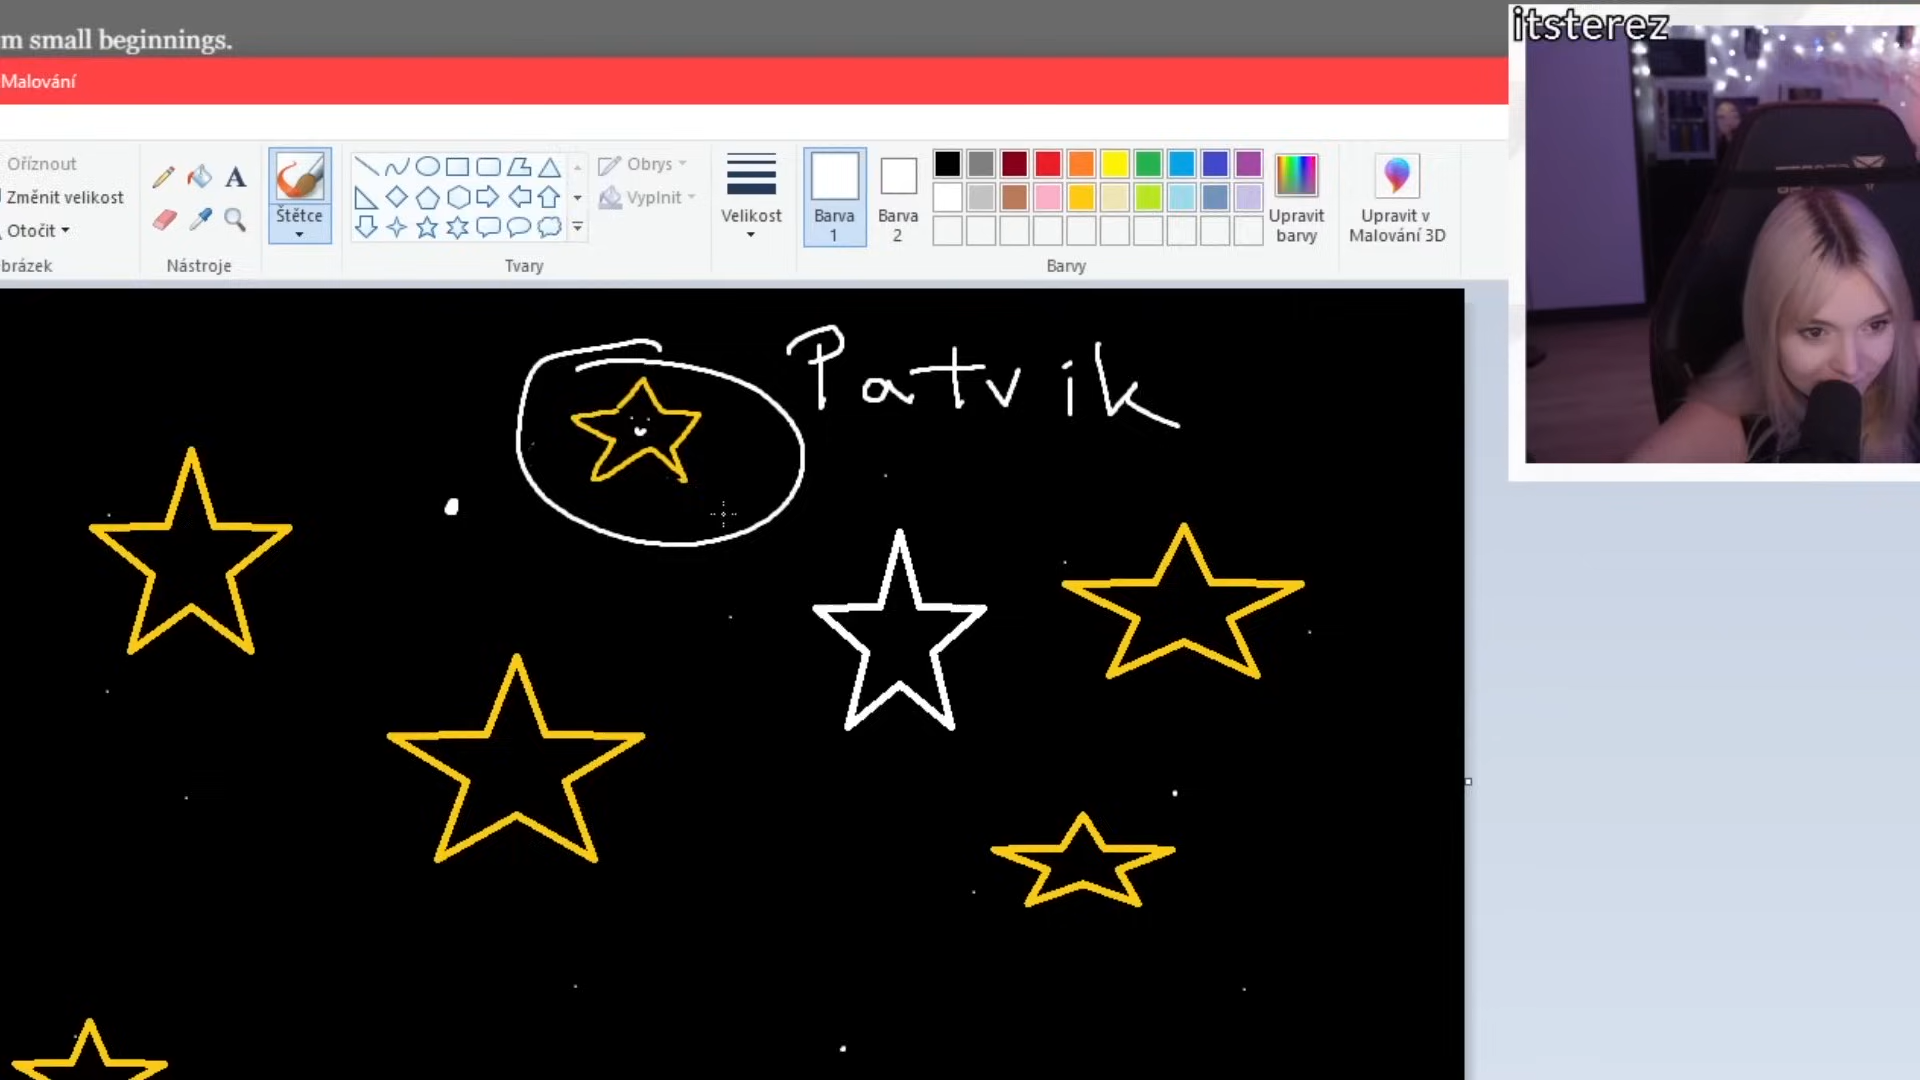 m small beginnings.
itsterez
Malování
Oříznout
Změnit velikost
Otočit
brázek
Nástroje
Štětce
Tvary
Obrys
Vyplnit
Velikost
Barva 1
Barva 2
Upravit barvy
Barvy
Upravit v Malování 3D
Patvik